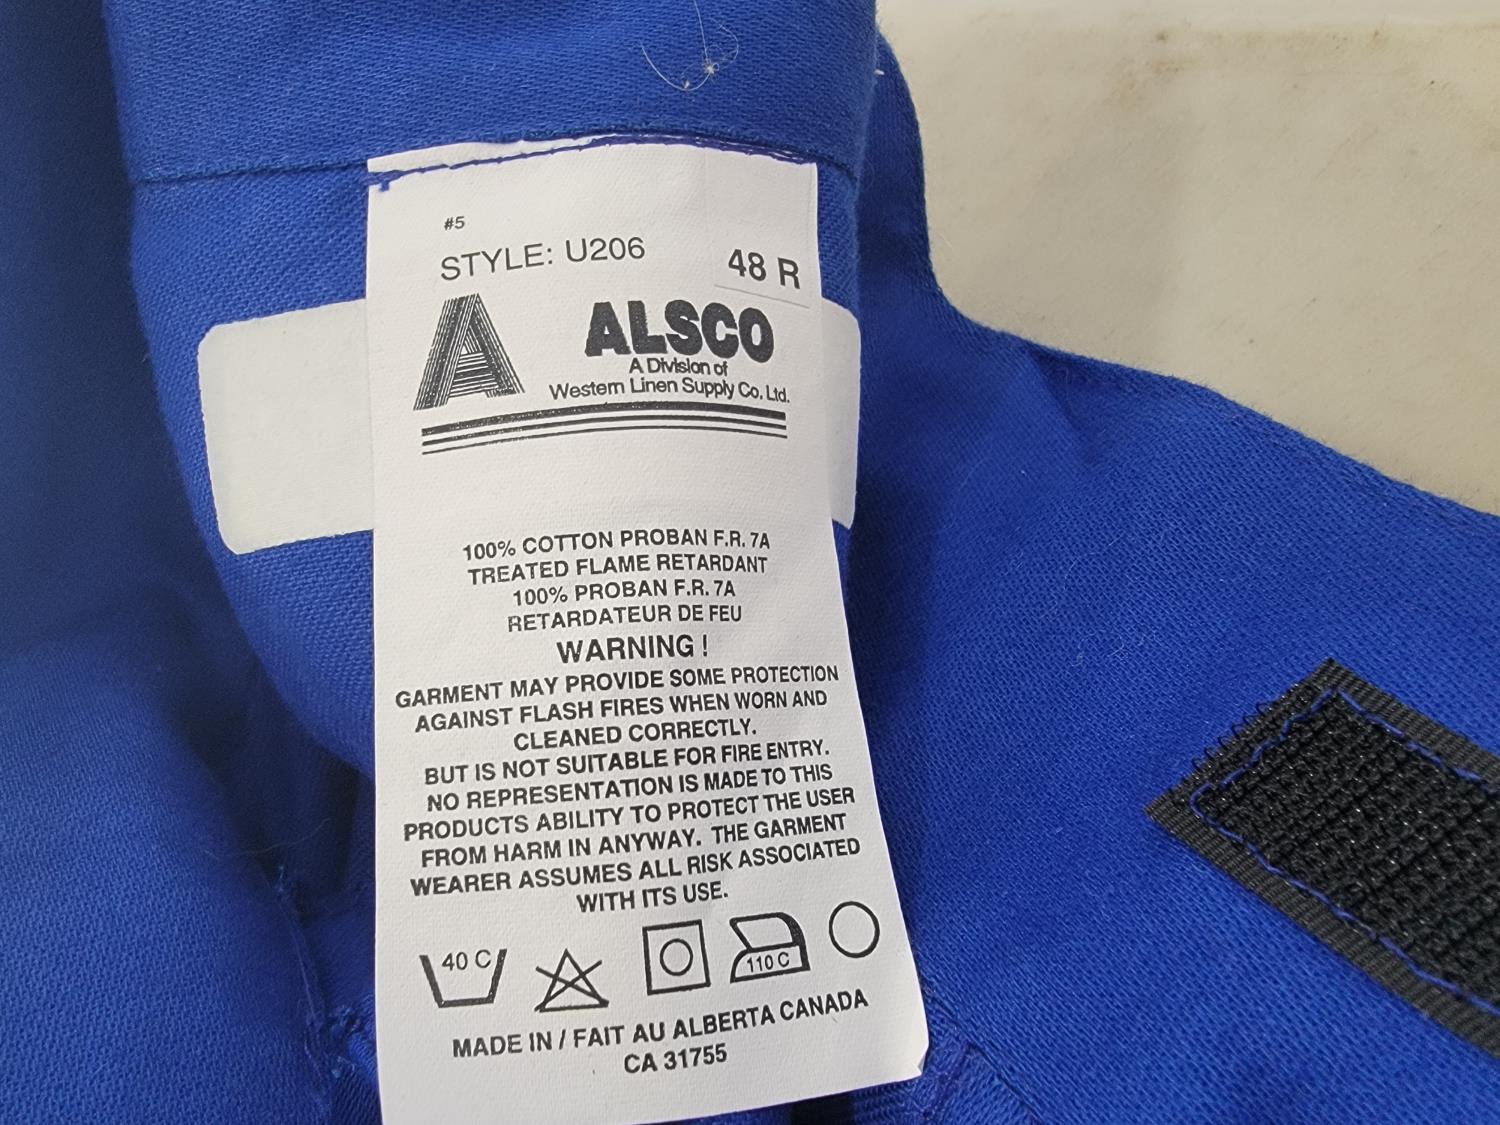 #5
STYLE: U206
48 R
ALSCO
A Division of
Western Linen Supply Co. Ltd.
100% COTTON PROBAN F.R. 7A
TREATED FLAME RETARDANT
100% PROBAN F.R. 7A
RETARDATEUR DE FEU
WARNING !
GARMENT MAY PROVIDE SOME PROTECTION
AGAINST FLASH FIRES WHEN WORN AND
CLEANED CORRECTLY.
BUT IS NOT SUITABLE FOR FIRE ENTRY.
NO REPRESENTATION IS MADE TO THIS
PRODUCTS ABILITY TO PROTECT THE USER
FROM HARM IN ANYWAY. THE GARMENT
WEARER ASSUMES ALL RISK ASSOCIATED
WITH ITS USE.
40 C
110 C
MADE IN / FAIT AU ALBERTA CANADA
CA 31755